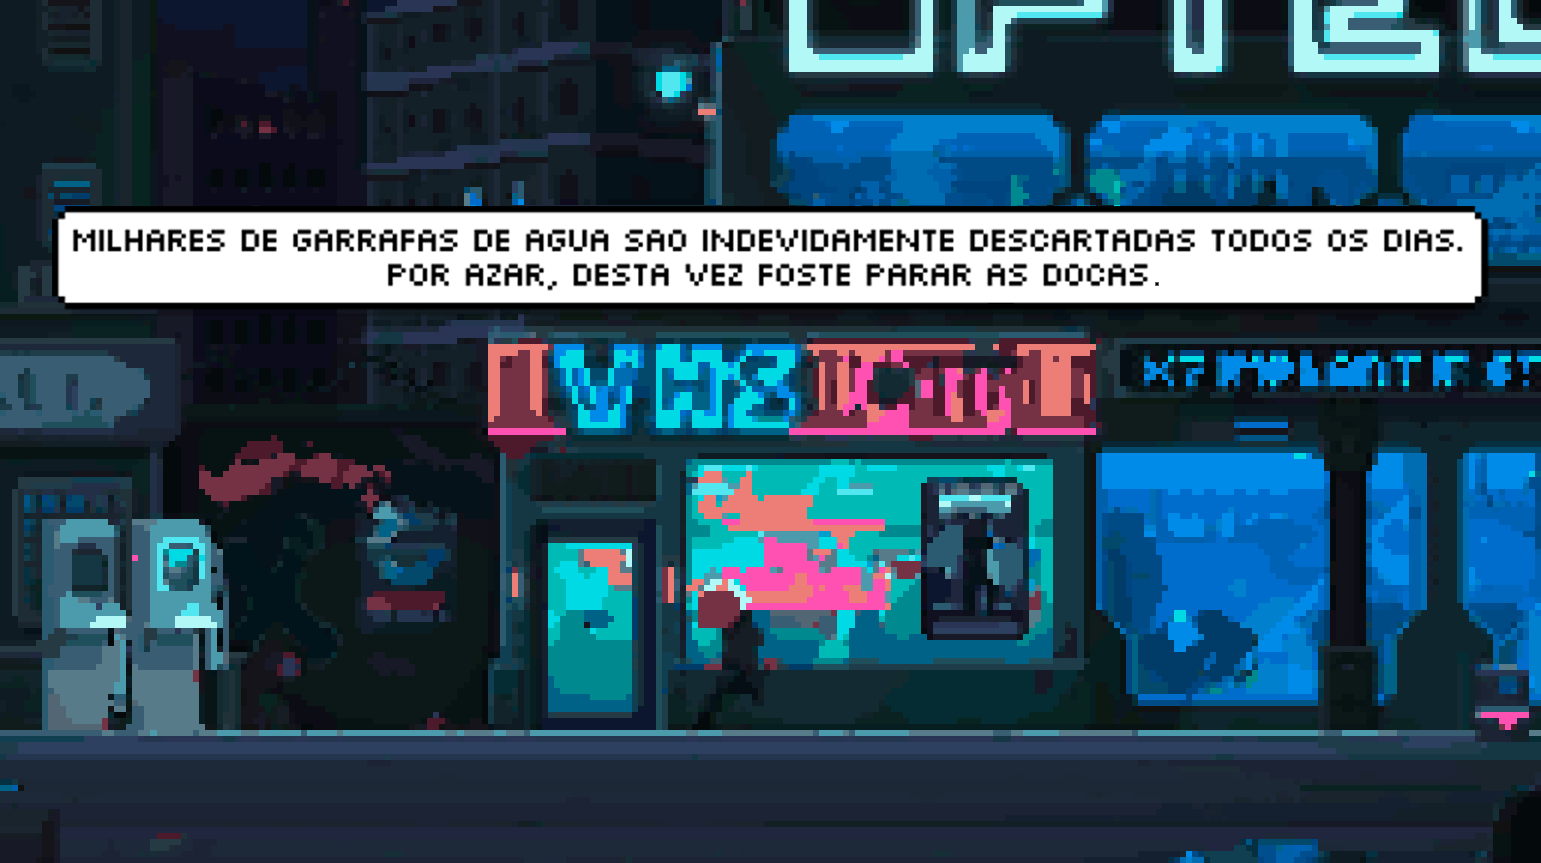 MILHARES DE GARRAFAS DE AGUA SAO INDEVIDAMENTE DESCARTADAS TODOS OS DIAS.
POR AZAR, DESTA VEZ FOSTE PARAR AS DOCAS.
VHS